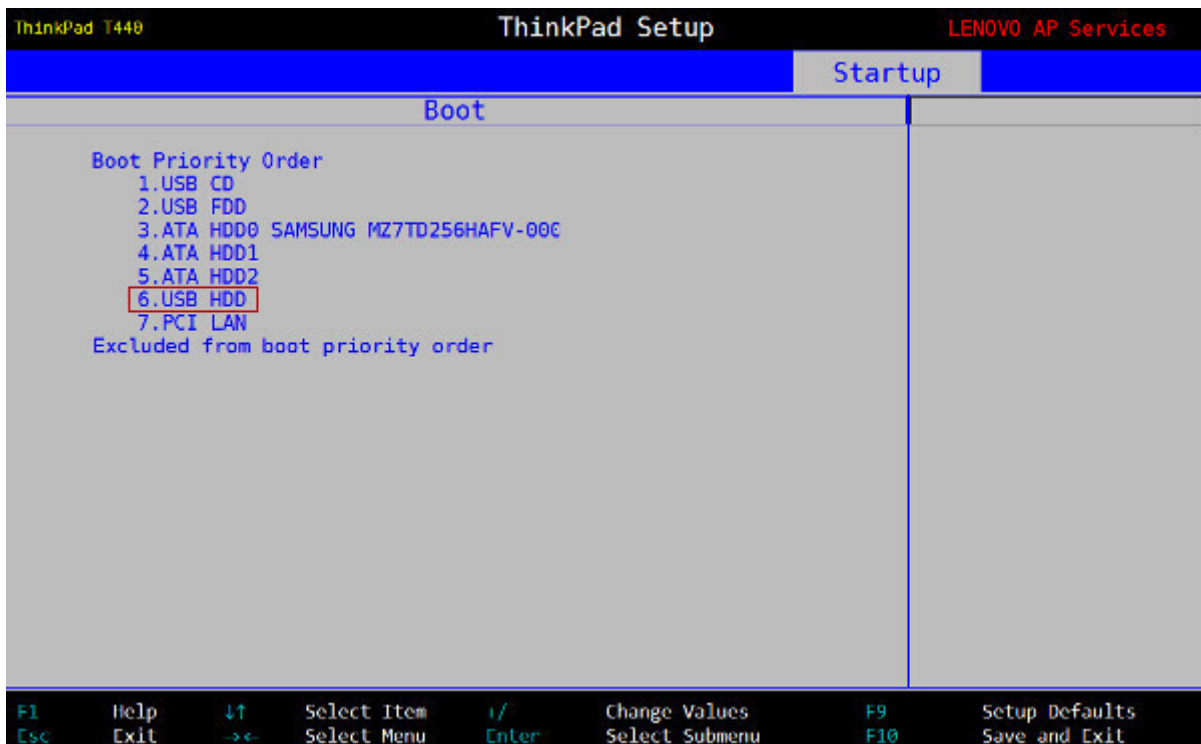 ThinkPad T440
ThinkPad Setup
LENOVO AP Services
Startup
Boot
Boot Priority Order
1.USB CD
2.USB FDD
3.ATA HDD0 SAMSUNG MZ7TD256HAFV-000
4.ATA HDD1
5.ATA HDD2
6.USB HDD
7.PCI LAN
Excluded from boot priority order
F1 Help ↓↑ Select Item +/ Change Values F9 Setup Defaults
Esc Exit →← Select Menu Enter Select Submenu F10 Save and Exit